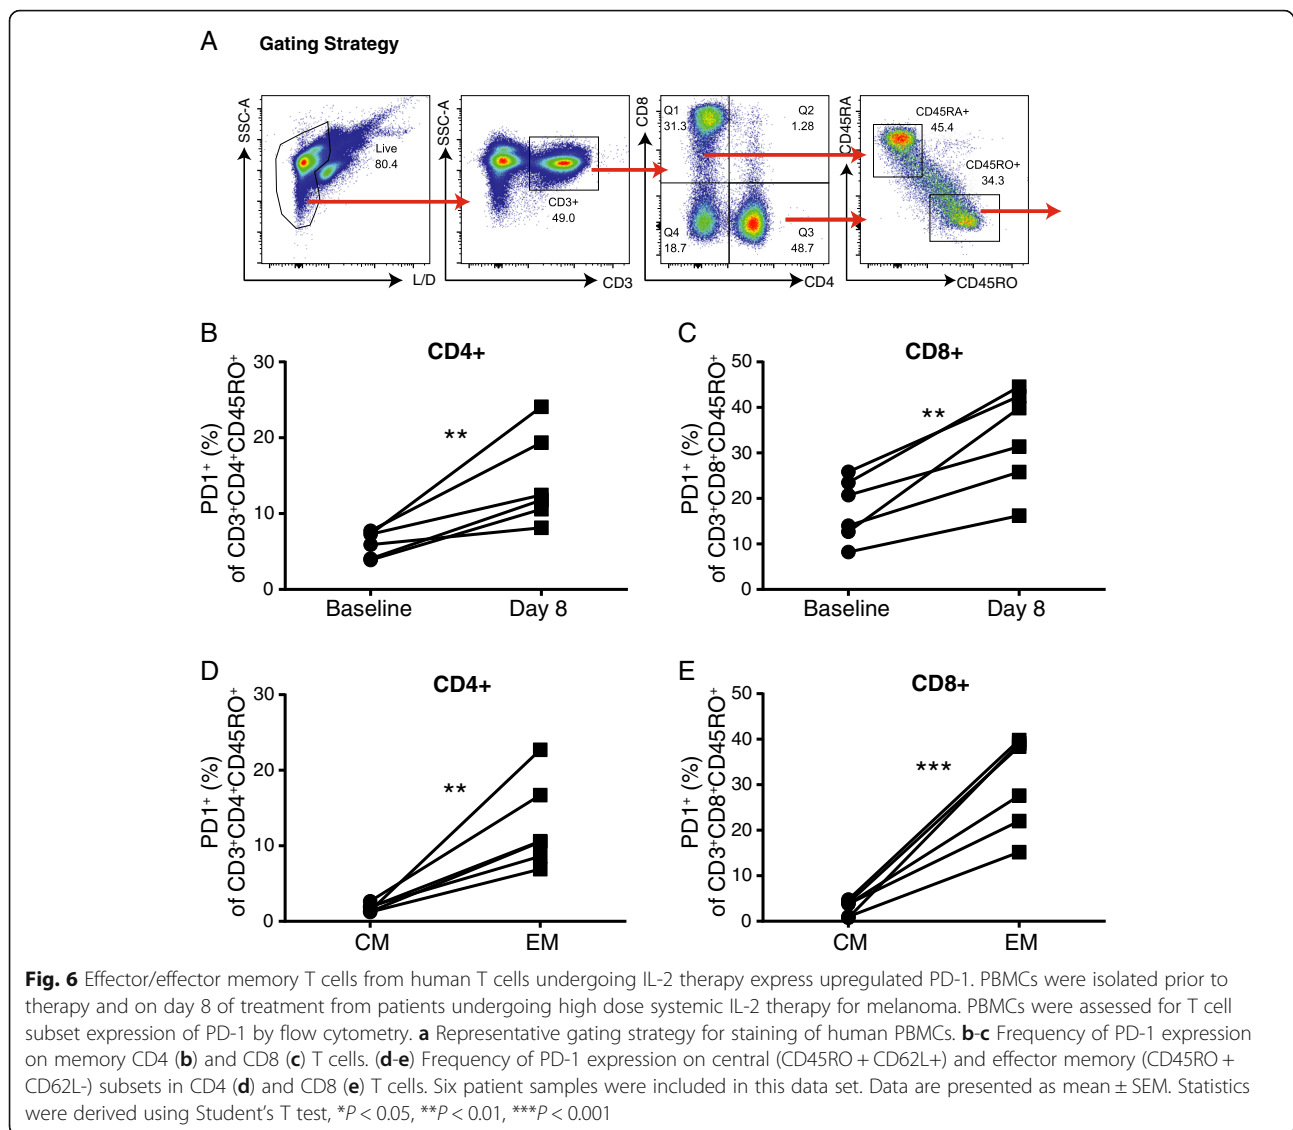 A Gating Strategy
SSC-A
Live
80.4
L/D
SSC-A
CD3+
49.0
CD3
CD8
Q1
31.3
Q2
1.28
Q4
18.7
Q3
48.7
CD4
CD45RA
CD45RA+
45.4
CD45RO+
34.3
CD45RO
B
CD4+
PD1+ (%)
of CD3+CD4+CD45RO+
30
20
10
0
**
Baseline Day 8
C
CD8+
PD1+ (%)
of CD3+CD8+CD45RO+
50
40
30
20
10
0
**
Baseline Day 8
D
CD4+
PD1+ (%)
of CD3+CD4+CD45RO+
30
20
10
0
**
CM EM
E
CD8+
PD1+ (%)
of CD3+CD8+CD45RO+
50
40
30
20
10
0
***
CM EM
Fig. 6 Effector/effector memory T cells from human T cells undergoing IL-2 therapy express upregulated PD-1. PBMCs were isolated prior to
therapy and on day 8 of treatment from patients undergoing high dose systemic IL-2 therapy for melanoma. PBMCs were assessed for T cell
subset expression of PD-1 by flow cytometry. a Representative gating strategy for staining of human PBMCs. b-c Frequency of PD-1 expression
on memory CD4 (b) and CD8 (c) T cells. (d-e) Frequency of PD-1 expression on central (CD45RO + CD62L+) and effector memory (CD45RO +
CD62L-) subsets in CD4 (d) and CD8 (e) T cells. Six patient samples were included in this data set. Data are presented as mean ± SEM. Statistics
were derived using Student's T test, *P < 0.05, **P < 0.01, ***P < 0.001